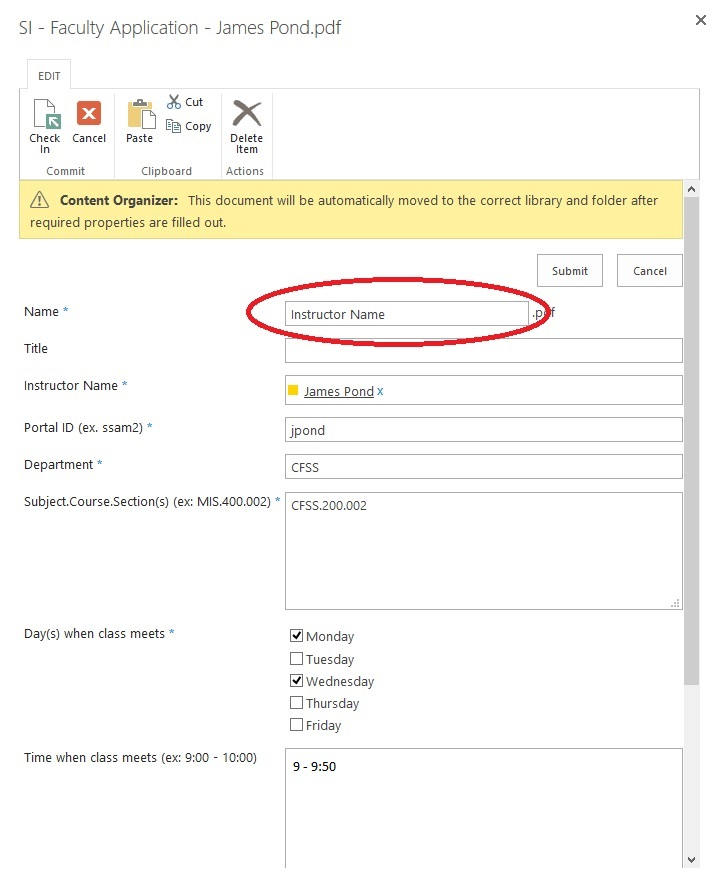 SI - Faculty Application - James Pond.pdf
EDIT
Check In
Cancel
Paste
Cut
Copy
Delete Item
Commit
Clipboard
Actions
Content Organizer: This document will be automatically moved to the correct library and folder after
required properties are filled out.
Submit
Cancel
Name *
Instructor Name
.pdf
Title
Instructor Name *
James Pond x
Portal ID (ex. ssam2) *
jpond
Department *
CFSS
Subject.Course.Section(s) (ex: MIS.400.002) *
CFSS.200.002
Day(s) when class meets *
Monday
Tuesday
Wednesday
Thursday
Friday
Time when class meets (ex: 9:00 - 10:00)
9 - 9:50